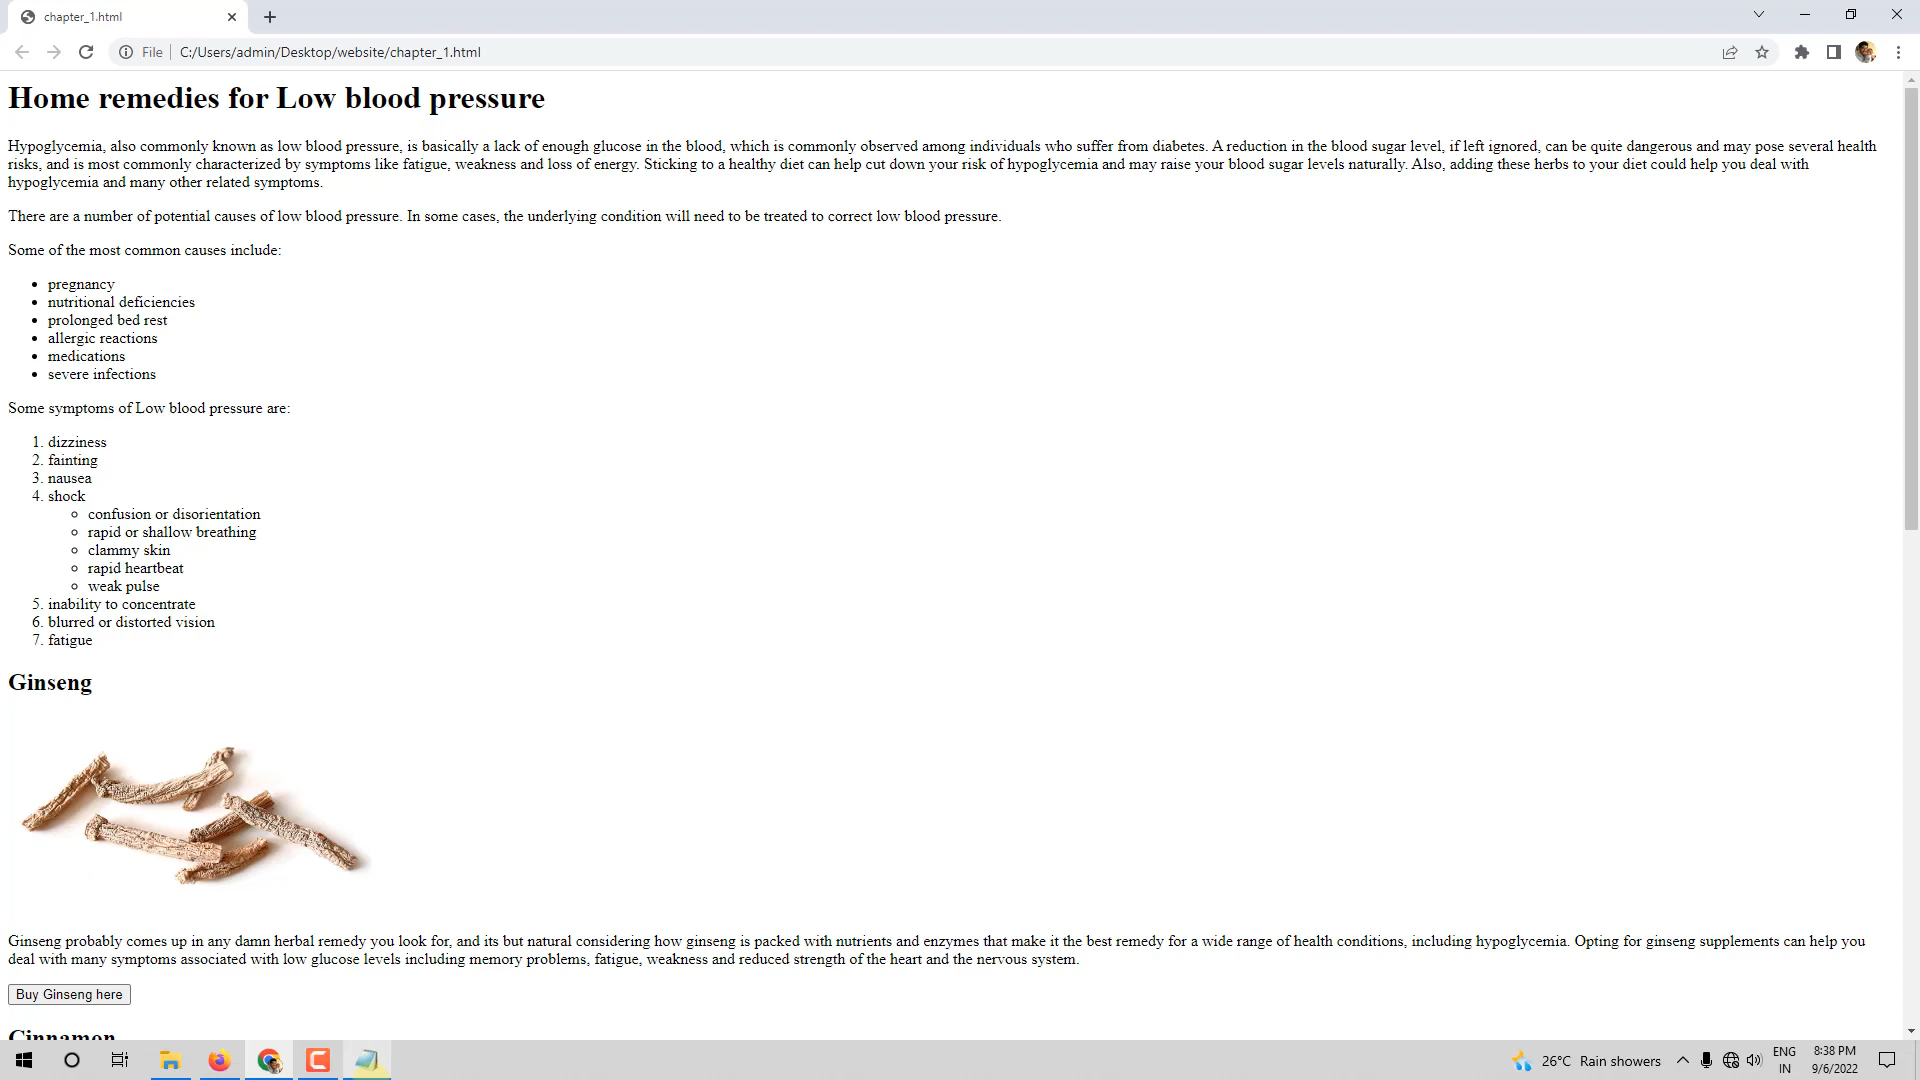 chapter_1.html
File
C:/Users/admin/Desktop/website/chapter_1.html
Home remedies for Low blood pressure
Hypoglycemia, also commonly known as low blood pressure, is basically a lack of enough glucose in the blood, which is commonly observed among individuals who suffer from diabetes. A reduction in the blood sugar level, if left ignored, can be quite dangerous and may pose several health
risks, and is most commonly characterized by symptoms like fatigue, weakness and loss of energy. Sticking to a healthy diet can help cut down your risk of hypoglycemia and may raise your blood sugar levels naturally. Also, adding these herbs to your diet could help you deal with
hypoglycemia and many other related symptoms.
There are a number of potential causes of low blood pressure. In some cases, the underlying condition will need to be treated to correct low blood pressure.
Some of the most common causes include:
• pregnancy
• nutritional deficiencies
• prolonged bed rest
• allergic reactions
• medications
• severe infections
Some symptoms of Low blood pressure are:
1. dizziness
2. fainting
3. nausea
4. shock
◦ confusion or disorientation
◦ rapid or shallow breathing
◦ clammy skin
◦ rapid heartbeat
◦ weak pulse
5. inability to concentrate
6. blurred or distorted vision
7. fatigue
Ginseng
Ginseng probably comes up in any damn herbal remedy you look for, and its but natural considering how ginseng is packed with nutrients and enzymes that make it the best remedy for a wide range of health conditions, including hypoglycemia. Opting for ginseng supplements can help you
deal with many symptoms associated with low glucose levels including memory problems, fatigue, weakness and reduced strength of the heart and the nervous system.
Buy Ginseng here
Cinnamon
26°C Rain showers
ENG
IN
8:38 PM
9/6/2022